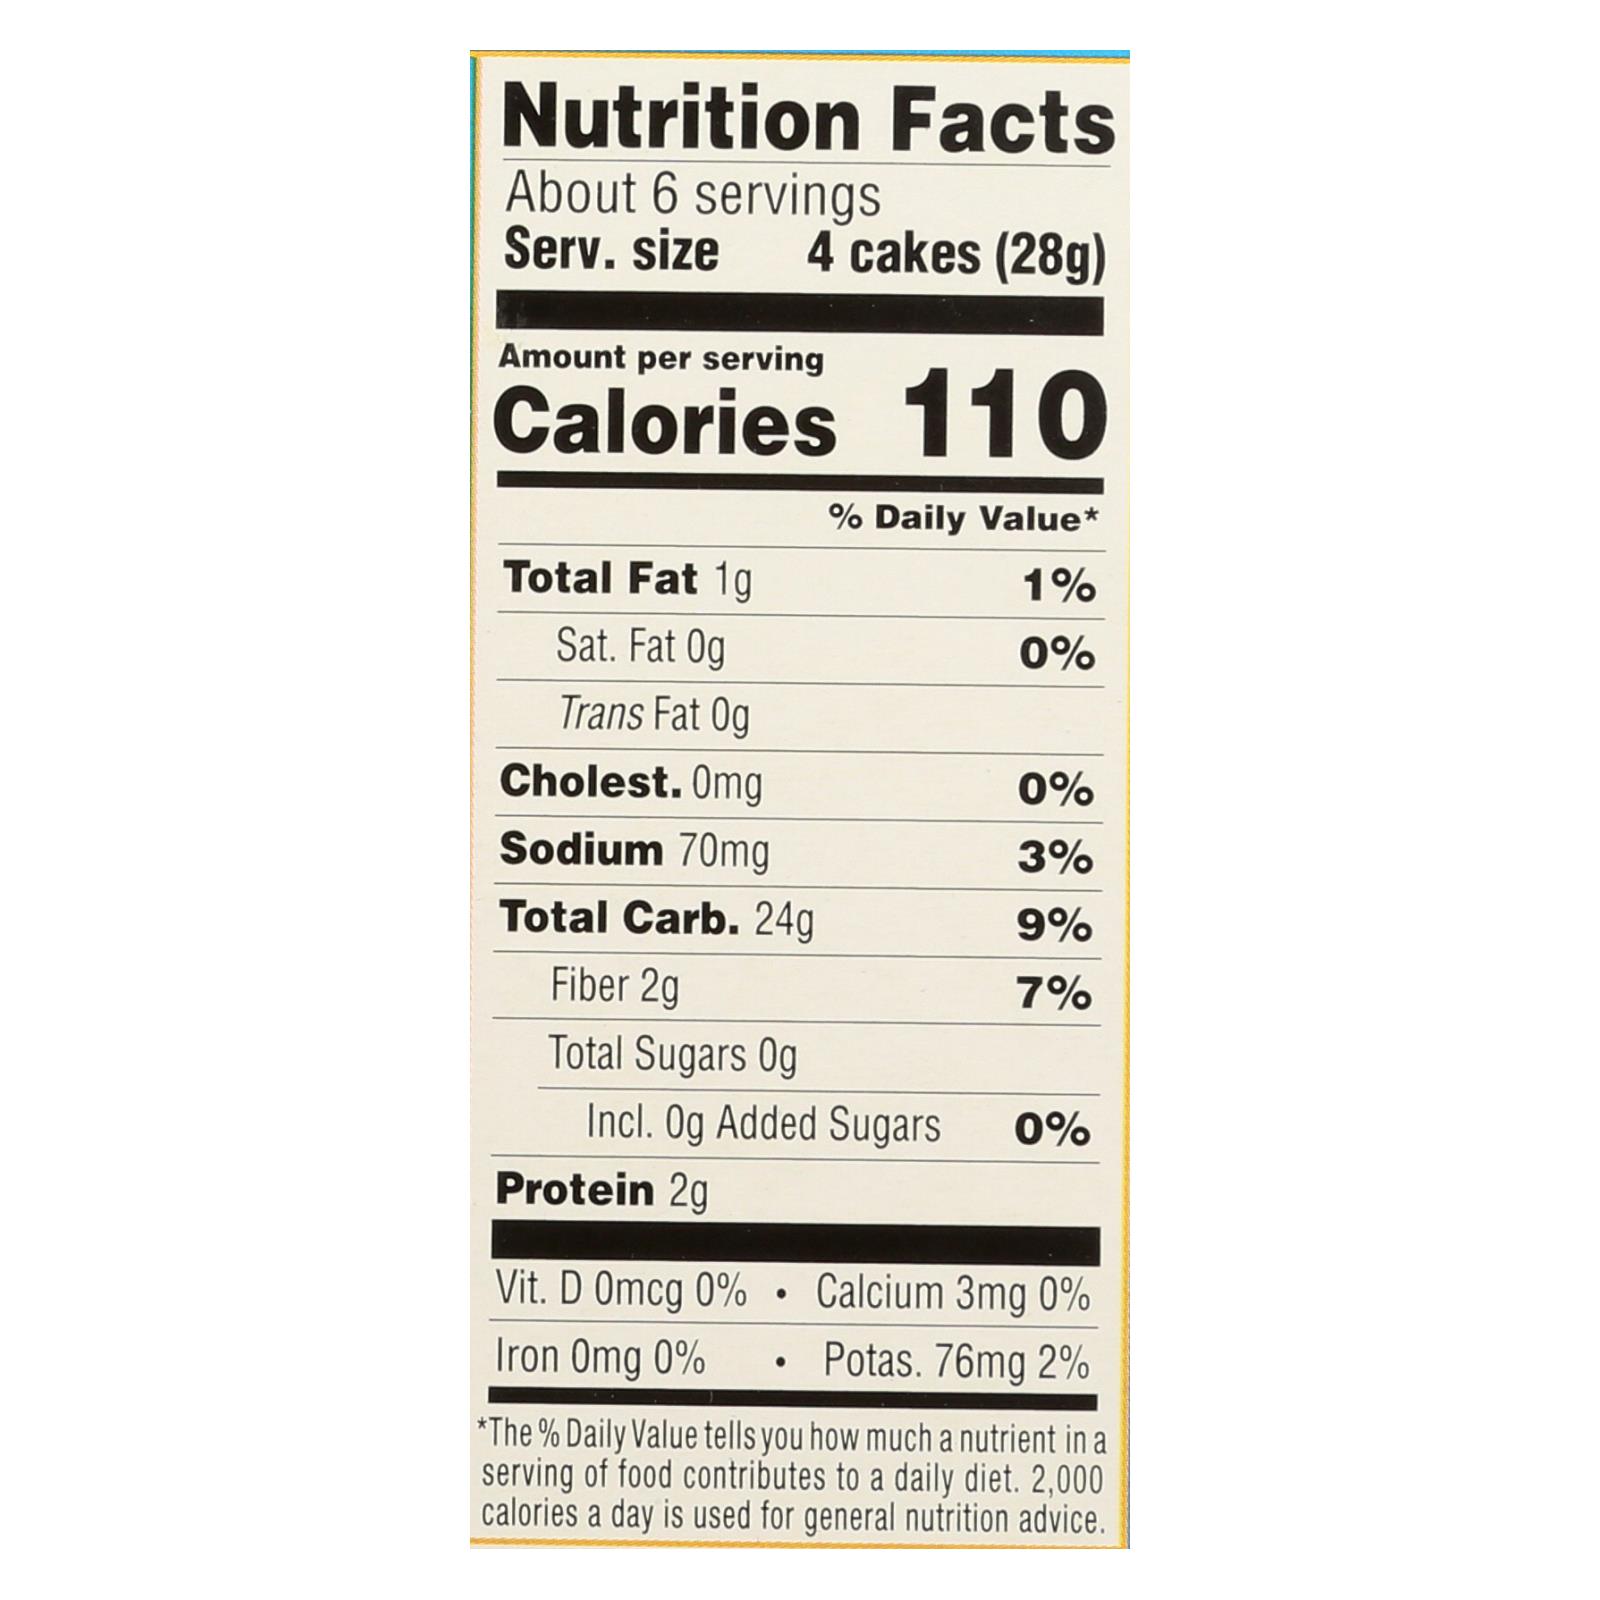 Nutrition Facts
About 6 servings
Serv. size 4 cakes (28g)
Amount per serving
Calories 110
% Daily Value*
Total Fat 1g 1%
Sat. Fat 0g 0%
Trans Fat 0g
Cholest. 0mg 0%
Sodium 70mg 3%
Total Carb. 24g 9%
Fiber 2g 7%
Total Sugars 0g
Incl. 0g Added Sugars 0%
Protein 2g
Vit. D 0mcg 0% • Calcium 3mg 0%
Iron 0mg 0% • Potas. 76mg 2%
*The % Daily Value tells you how much a nutrient in a
serving of food contributes to a daily diet. 2,000
calories a day is used for general nutrition advice.